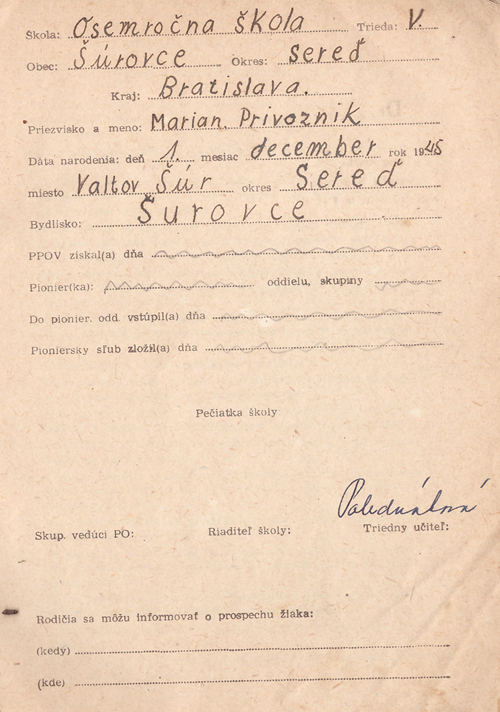 Škola: Osemročna škola Trieda: V.
Obec: Šúrovce Okres: sereď
Kraj: Bratislava.
Priezvisko a meno: Marian. Privoznik
Dáta narodenia: deň 1. mesiac december rok 1945
miesto Valtov Šúr okres Sereď
Bydlisko: Šurovce
PPOV získal(a) dňa
Pionier(ka): oddielu, skupiny
Do pionier. odd. vstúpil(a) dňa
Pioniersky sľub zložil(a) dňa
Pečiatka školy
Skup. vedúci PO: Riaditeľ školy: Triedny učiteľ:
Rodičia sa môžu informovať o prospechu žiaka:
(kedy)
(kde)